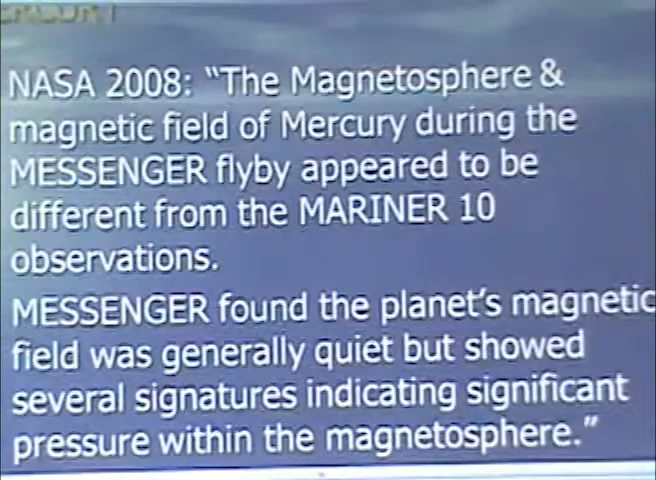 NASA 2008: “The Magnetosphere &
magnetic field of Mercury during the
MESSENGER flyby appeared to be
different from the MARINER 10
observations.
MESSENGER found the planet's magnetic
field was generally quiet but showed
several signatures indicating significant
pressure within the magnetosphere.”